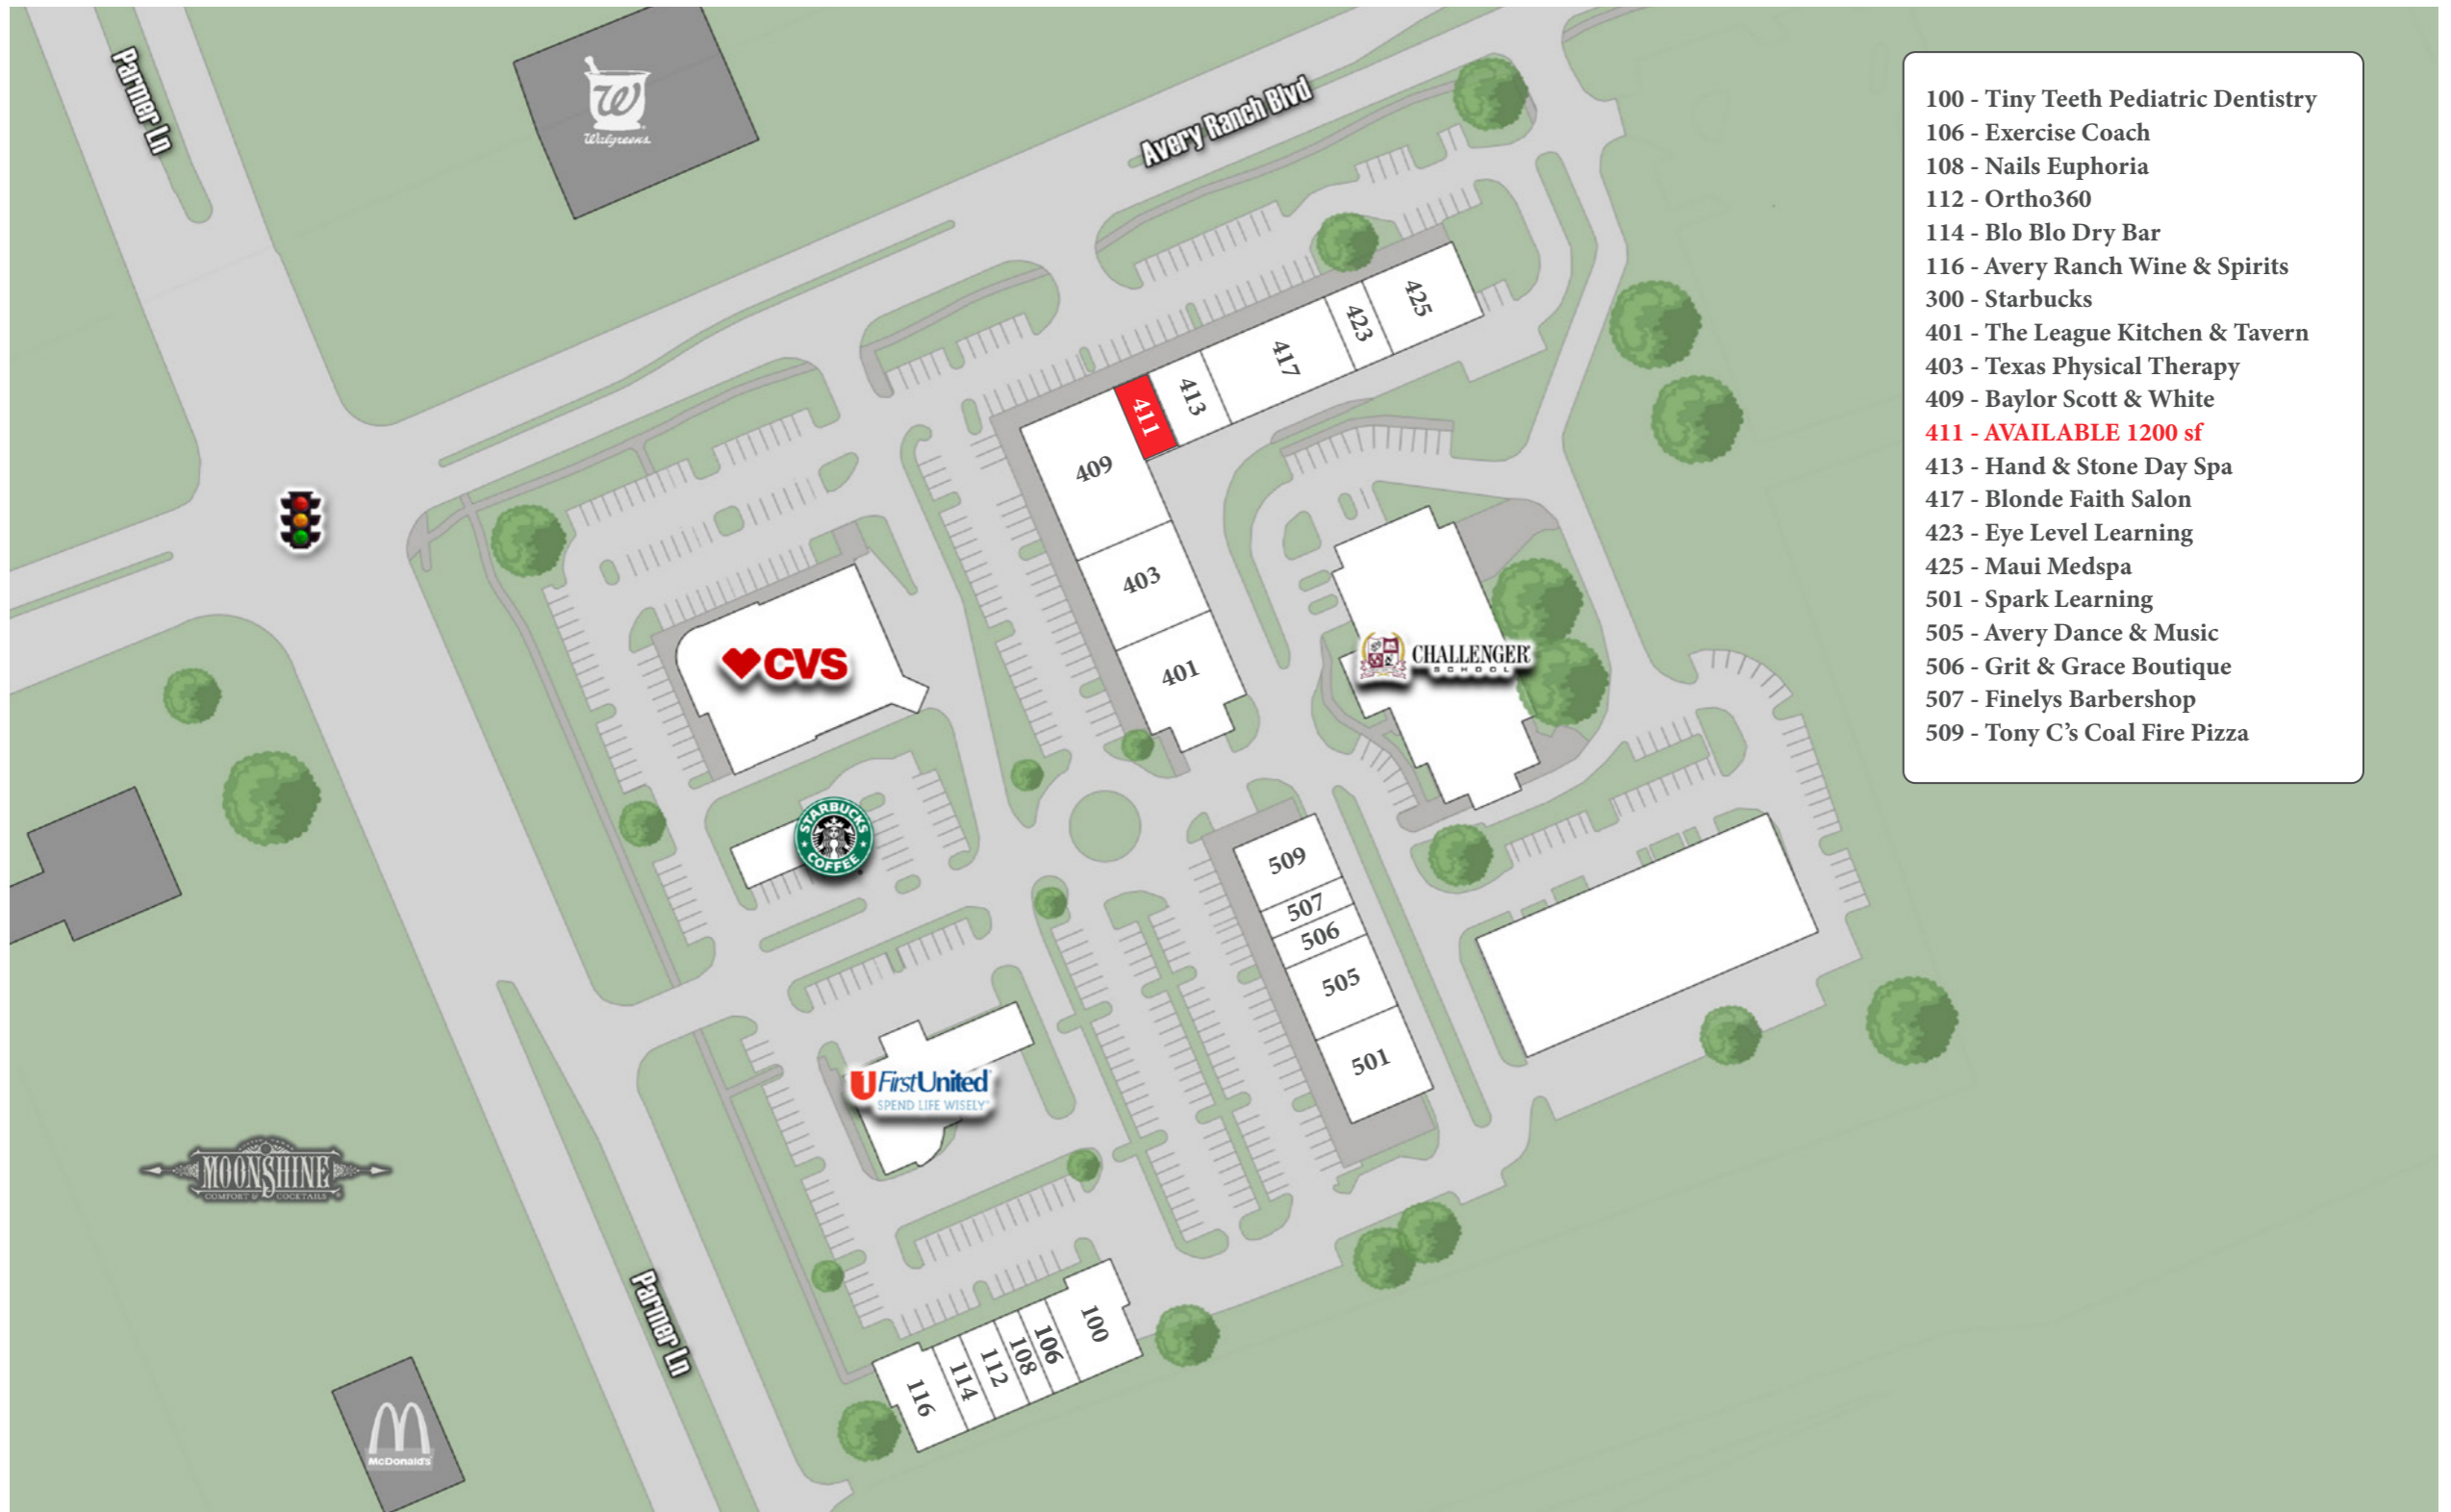 Parmer Ln
Walgreens
Avery Ranch Blvd
100 - Tiny Teeth Pediatric Dentistry
106 - Exercise Coach
108 - Nails Euphoria
112 - Ortho360
114 - Blo Blo Dry Bar
116 - Avery Ranch Wine & Spirits
300 - Starbucks
401 - The League Kitchen & Tavern
403 - Texas Physical Therapy
409 - Baylor Scott & White
411 - AVAILABLE 1200 sf
413 - Hand & Stone Day Spa
417 - Blonde Faith Salon
423 - Eye Level Learning
425 - Maui Medspa
501 - Spark Learning
505 - Avery Dance & Music
506 - Grit & Grace Boutique
507 - Finelys Barbershop
509 - Tony C's Coal Fire Pizza
425
423
417
413
411
409
403
401
CVS
CHALLENGER
SCHOOL
STARBUCKS
COFFEE
509
507
506
505
501
1 First United
SPEND LIFE WISELY
MOONSHINE
COMFORT & COCKTAILS
Parmer Ln
100
106
108
112
114
116
McDonald's